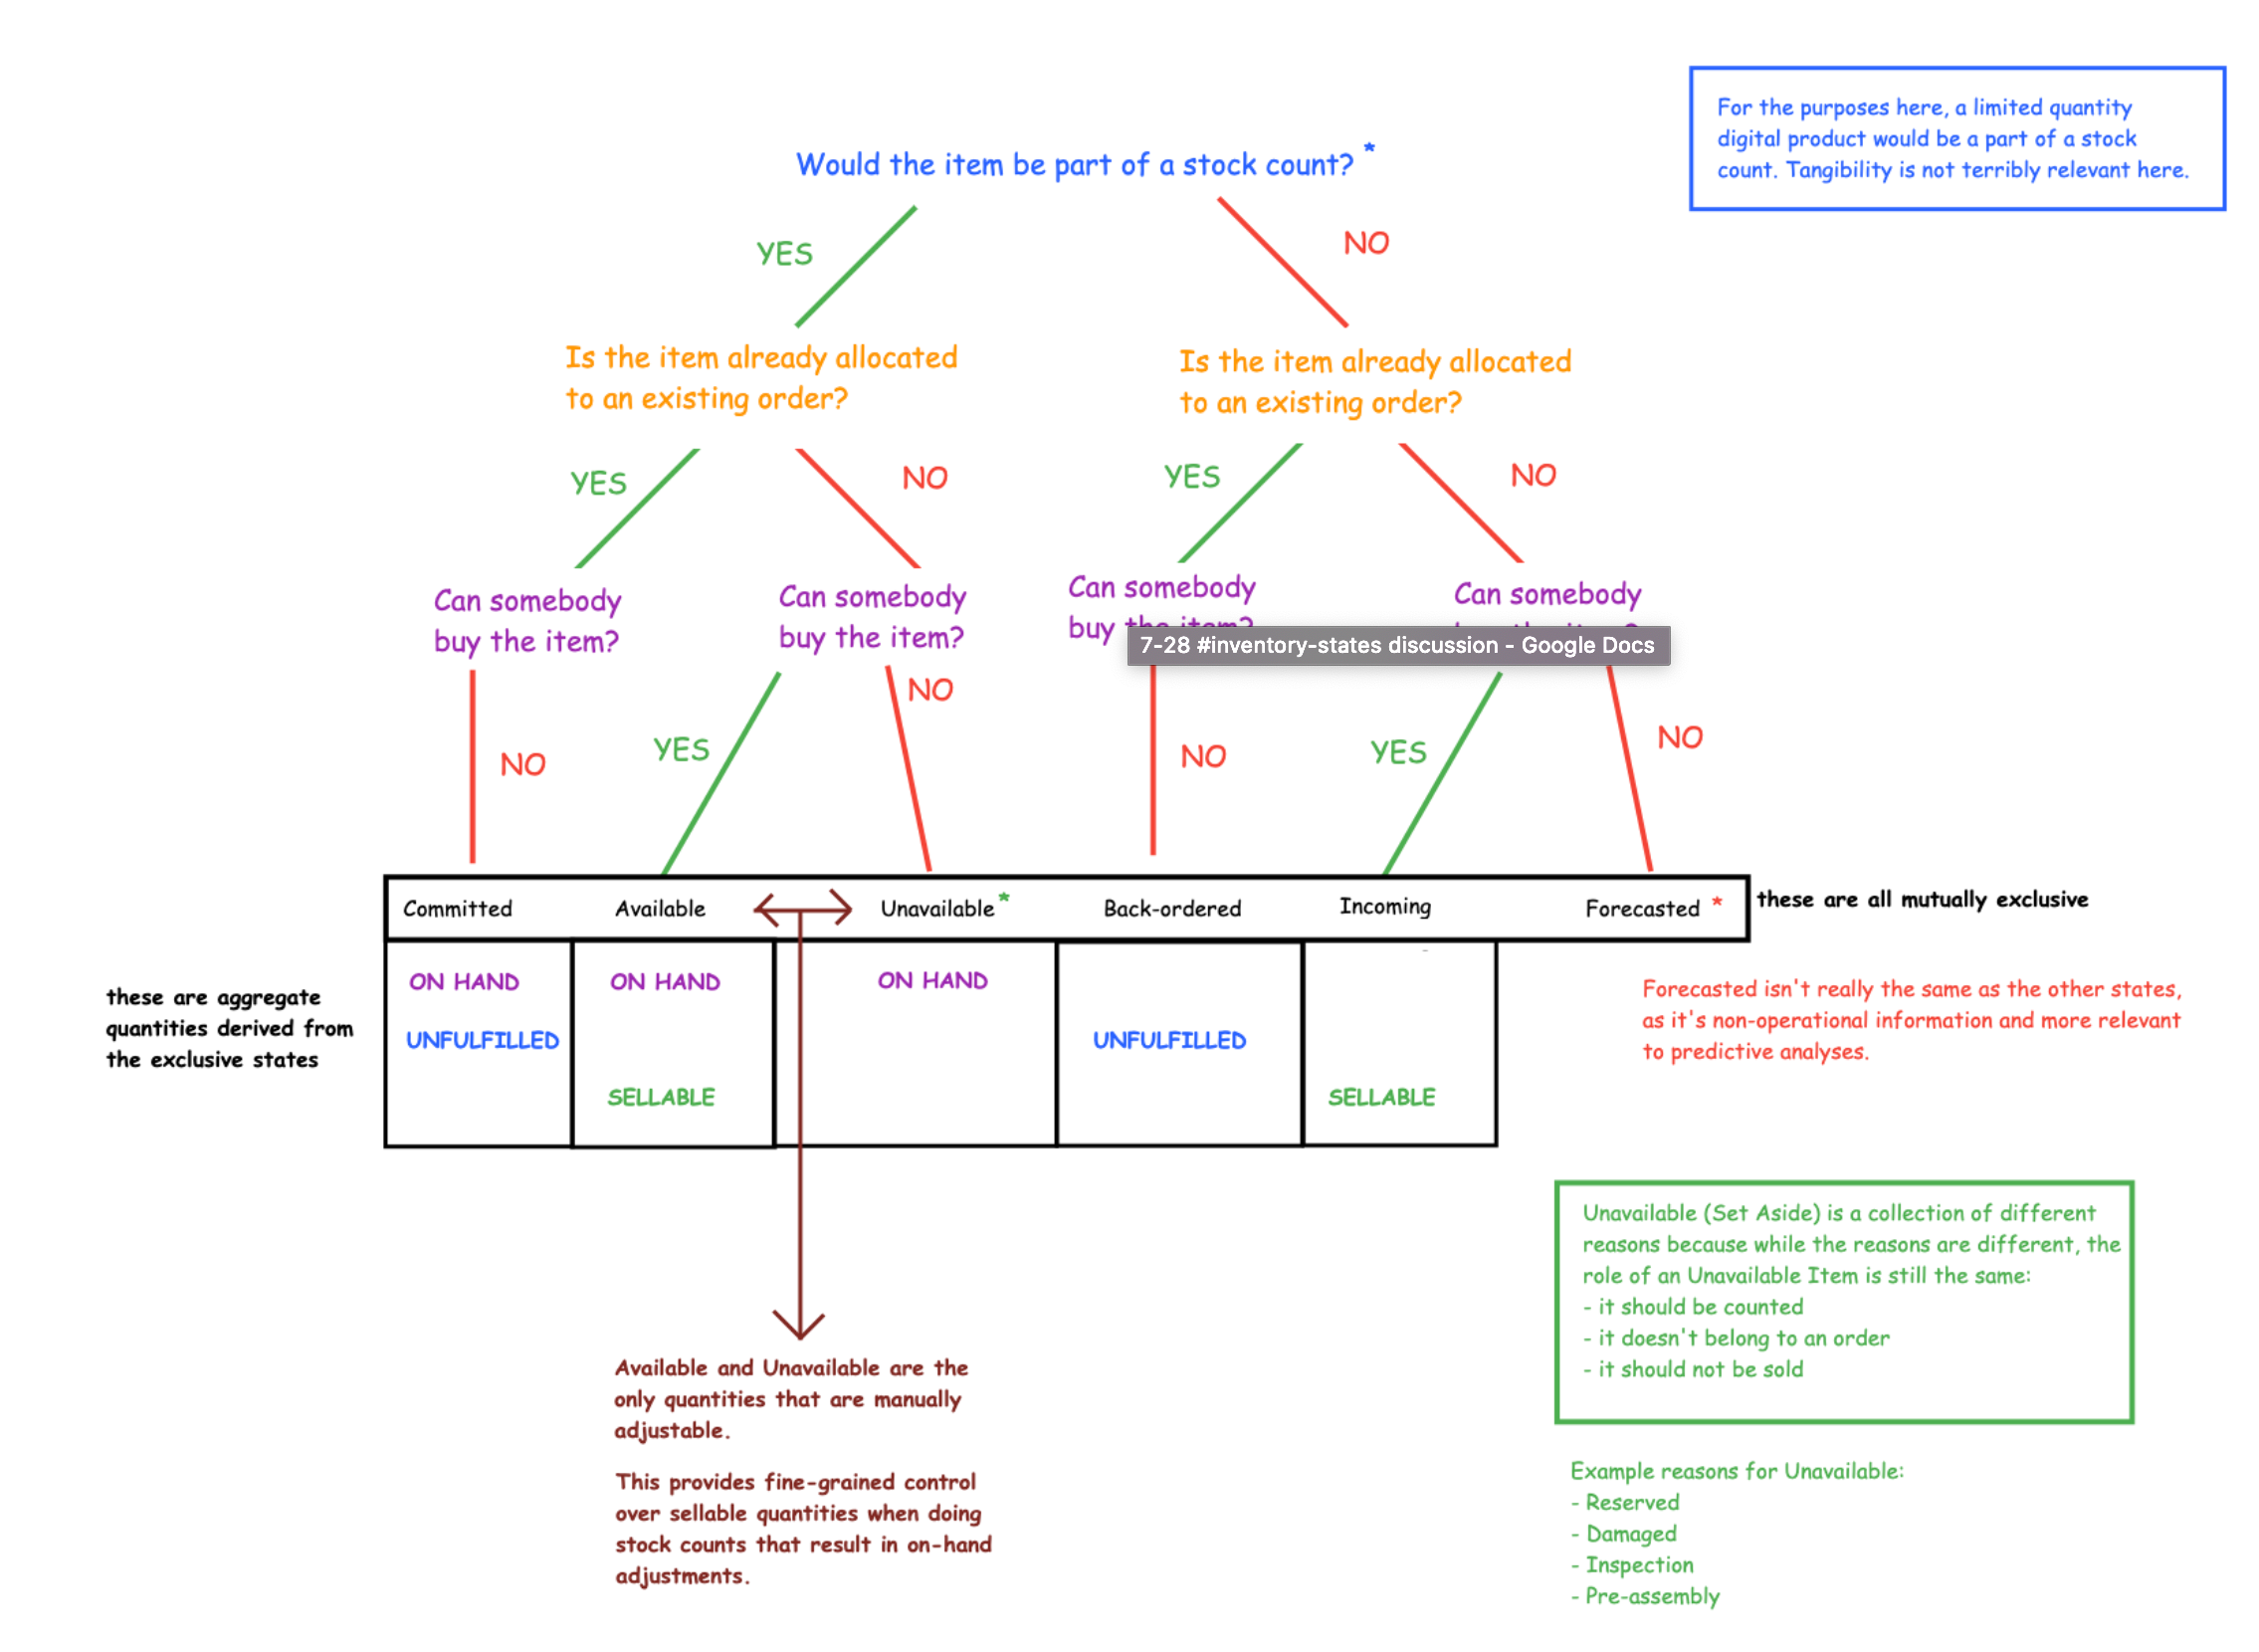 For the purposes here, a limited quantity
digital product would be a part of a stock
count. Tangibility is not terribly relevant here.
Would the item be part of a stock count? *
YES
NO
Is the item already allocated
to an existing order?
Is the item already allocated
to an existing order?
YES
NO
YES
NO
Can somebody
buy the item?
Can somebody
buy the item?
Can somebody
buy the item?
Can somebody
7-28 #inventory-states discussion - Google Docs
NO
YES
NO
NO
YES
NO
Committed
Available
Unavailable *
Back-ordered
Incoming
Forecasted *
these are all mutually exclusive
these are aggregate
quantities derived from
the exclusive states
ON HAND
UNFULFILLED
ON HAND
SELLABLE
ON HAND
UNFULFILLED
SELLABLE
Forecasted isn't really the same as the other states,
as it's non-operational information and more relevant
to predictive analyses.
Unavailable (Set Aside) is a collection of different
reasons because while the reasons are different, the
role of an Unavailable Item is still the same:
- it should be counted
- it doesn't belong to an order
- it should not be sold
Available and Unavailable are the
only quantities that are manually
adjustable.
This provides fine-grained control
over sellable quantities when doing
stock counts that result in on-hand
adjustments.
Example reasons for Unavailable:
- Reserved
- Damaged
- Inspection
- Pre-assembly